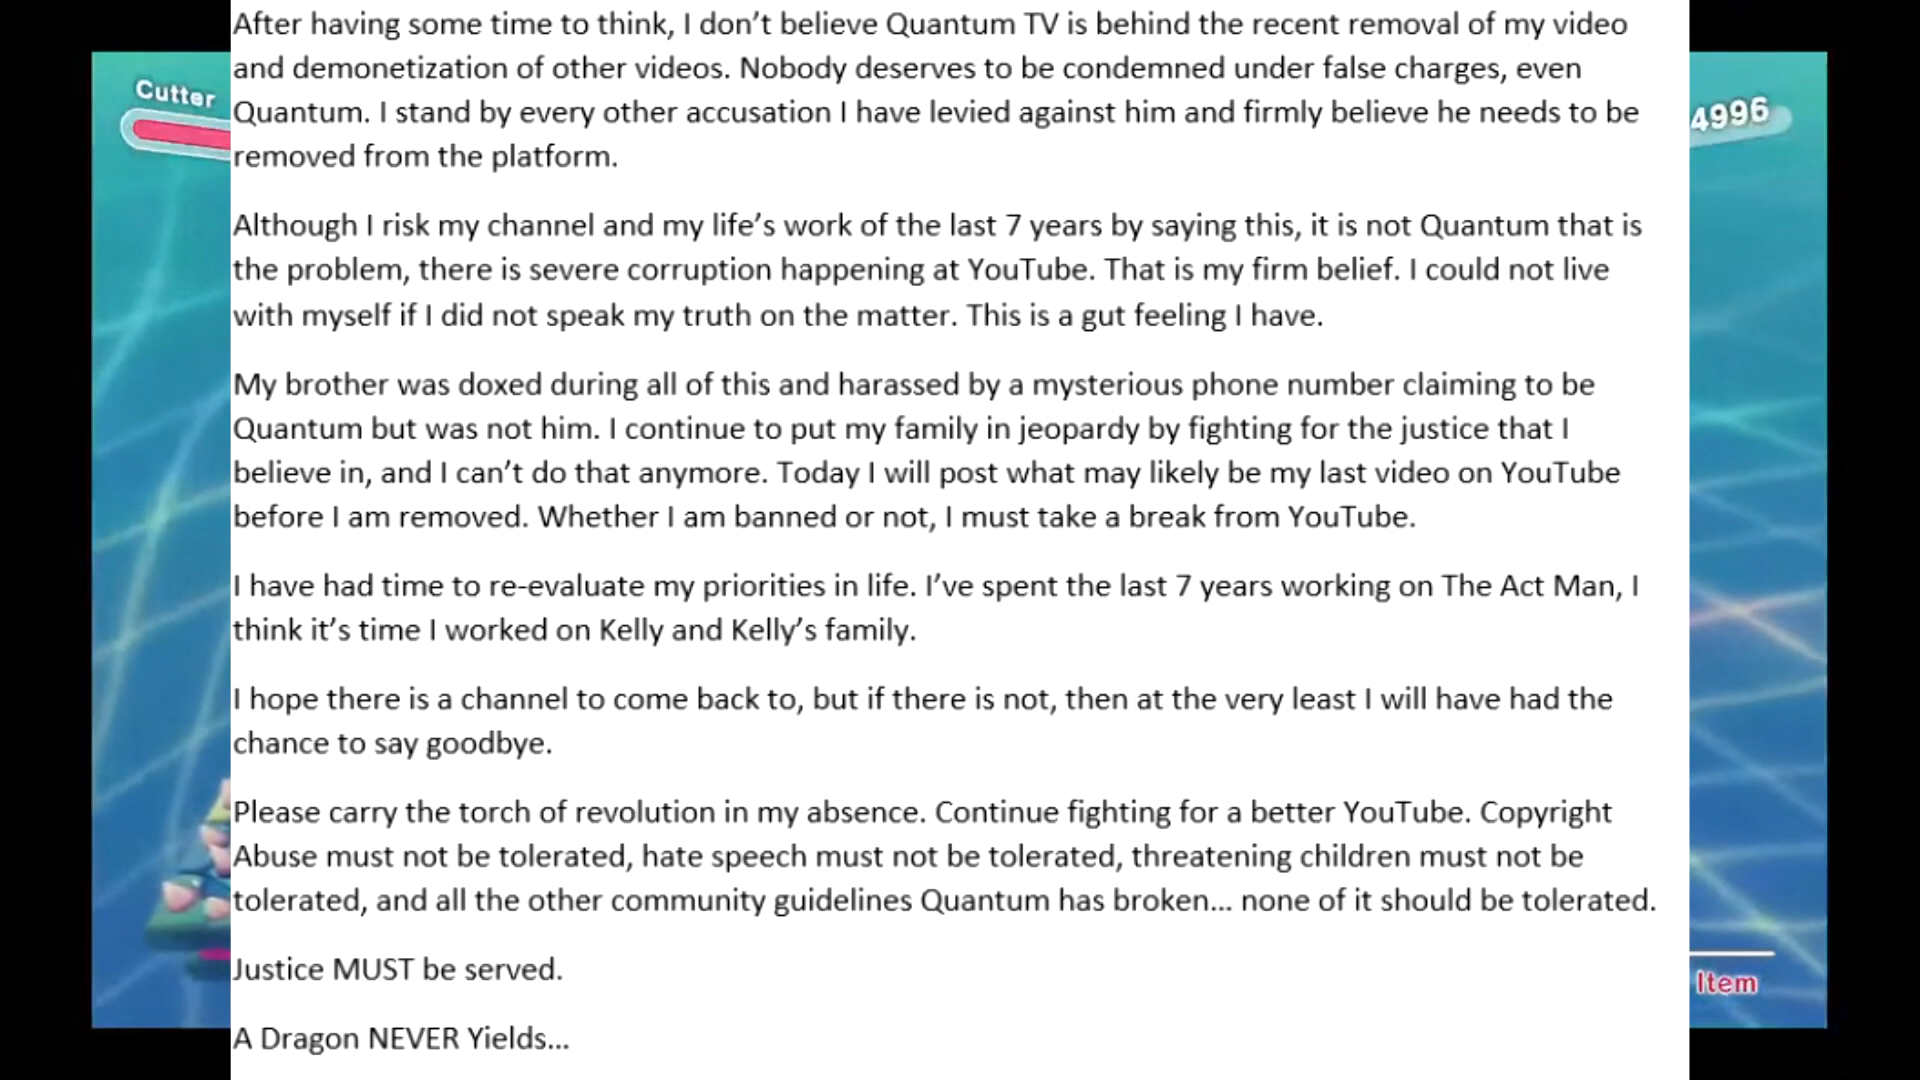 After having some time to think, I don’t believe Quantum TV is behind the recent removal of my video
and demonetization of other videos. Nobody deserves to be condemned under false charges, even
Quantum. I stand by every other accusation I have levied against him and firmly believe he needs to be
removed from the platform.
Although I risk my channel and my life’s work of the last 7 years by saying this, it is not Quantum that is
the problem, there is severe corruption happening at YouTube. That is my firm belief. I could not live
with myself if I did not speak my truth on the matter. This is a gut feeling I have.
My brother was doxed during all of this and harassed by a mysterious phone number claiming to be
Quantum but was not him. I continue to put my family in jeopardy by fighting for the justice that I
believe in, and I can’t do that anymore. Today I will post what may likely be my last video on YouTube
before I am removed. Whether I am banned or not, I must take a break from YouTube.
I have had time to re-evaluate my priorities in life. I’ve spent the last 7 years working on The Act Man, I
think it’s time I worked on Kelly and Kelly’s family.
I hope there is a channel to come back to, but if there is not, then at the very least I will have had the
chance to say goodbye.
Please carry the torch of revolution in my absence. Continue fighting for a better YouTube. Copyright
Abuse must not be tolerated, hate speech must not be tolerated, threatening children must not be
tolerated, and all the other community guidelines Quantum has broken… none of it should be tolerated.
Justice MUST be served.
A Dragon NEVER Yields…
Cutter
4996
Item